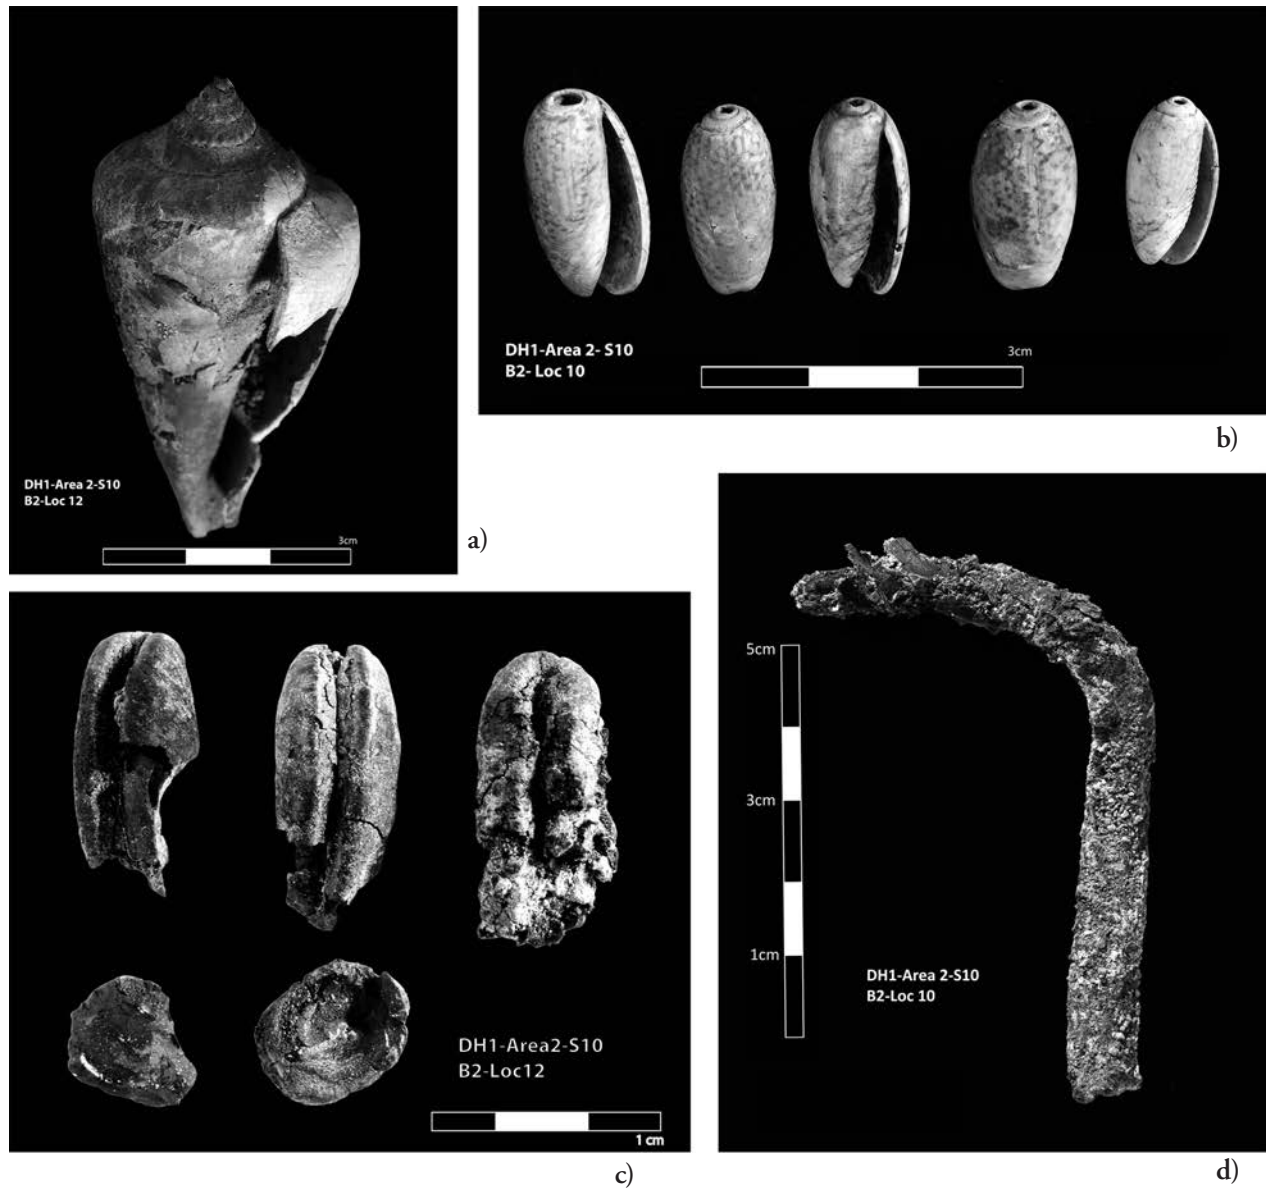 DH1-Area 2-S10
B2-Loc 12
3cm
a)
DH1-Area 2- S10
B2- Loc 10
3cm
b)
DH1-Area2-S10
B2-Loc12
1 cm
c)
5cm
3cm
1cm
DH1-Area 2-S10
B2-Loc 10
d)